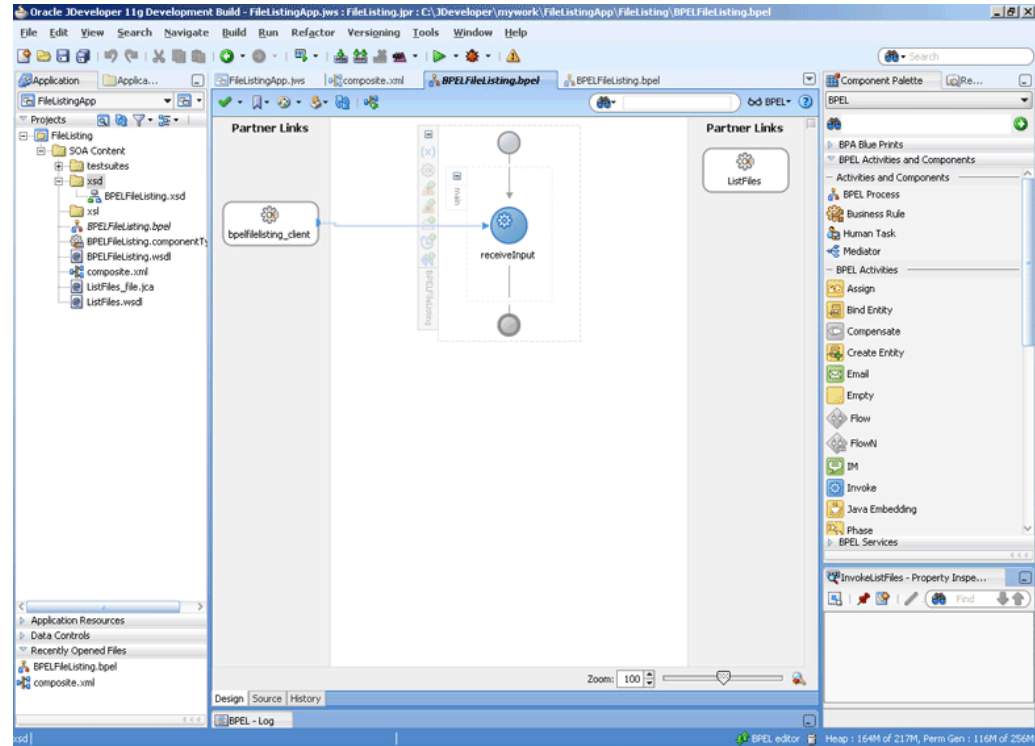 Oracle JDeveloper 11g Development Build - FileListingApp.jws : FileListing.jpr : C:\JDeveloper\mywork\FileListingApp\FileListing\BPELFileListing.bpel
File Edit View Search Navigate Build Run Refactor Versioning Tools Window Help
Search
Application Applica...
FileListingApp
Projects
FileListing
SOA Content
testsuites
xsd
BPELFileListing.xsd
xsl
BPELFileListing.bpel
BPELFileListing.componentTy
BPELFileListing.wsdl
composite.xml
ListFiles_file.jca
ListFiles.wsdl
Application Resources
Data Controls
Recently Opened Files
BPELFileListing.bpel
composite.xml
FileListingApp.jws composite.xml BPELFileListing.bpel BPELFileListing.bpel
BPEL
Partner Links
bpelfilelisting_client
main
BPELFileListing
receiveInput
Partner Links
ListFiles
Zoom: 100
Design Source History
BPEL - Log
Component Palette Re...
BPEL
BPA Blue Prints
BPEL Activities and Components
Activities and Components
BPEL Process
Business Rule
Human Task
Mediator
BPEL Activities
Assign
Bind Entity
Compensate
Create Entity
Email
Empty
Flow
FlowN
IM
Invoke
Java Embedding
Phase
BPEL Services
InvokeListFiles - Property Inspe...
Find
xsd
BPEL editor Heap : 164M of 217M, Perm Gen : 116M of 256M